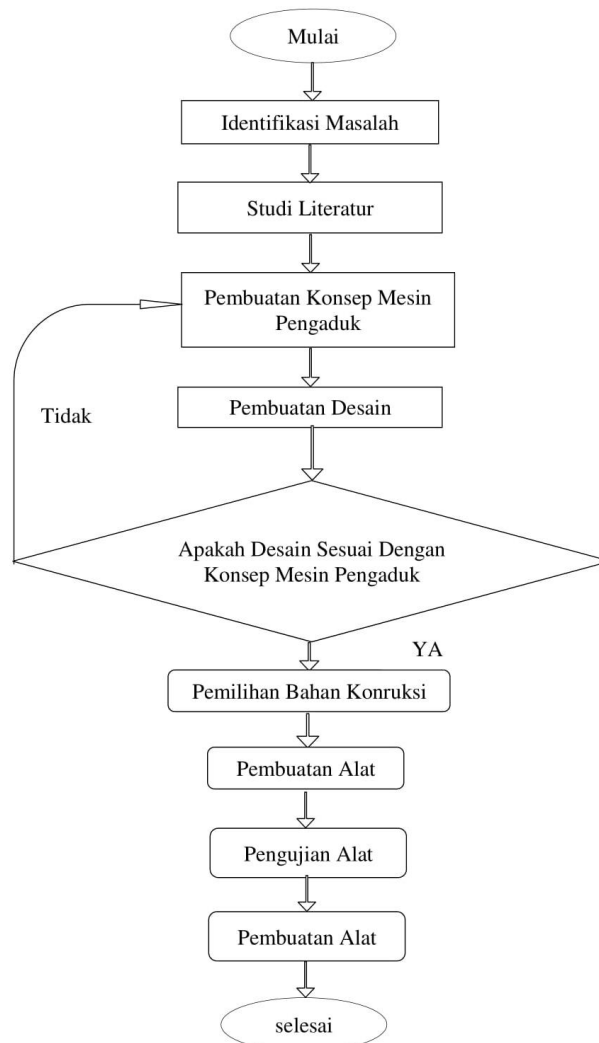 Mulai
Identifikasi Masalah
Studi Literatur
Pembuatan Konsep Mesin
Pengaduk
Pembuatan Desain
Tidak
Apakah Desain Sesuai Dengan
Konsep Mesin Pengaduk
YA
Pemilihan Bahan Konruksi
Pembuatan Alat
Pengujian Alat
Pembuatan Alat
selesai